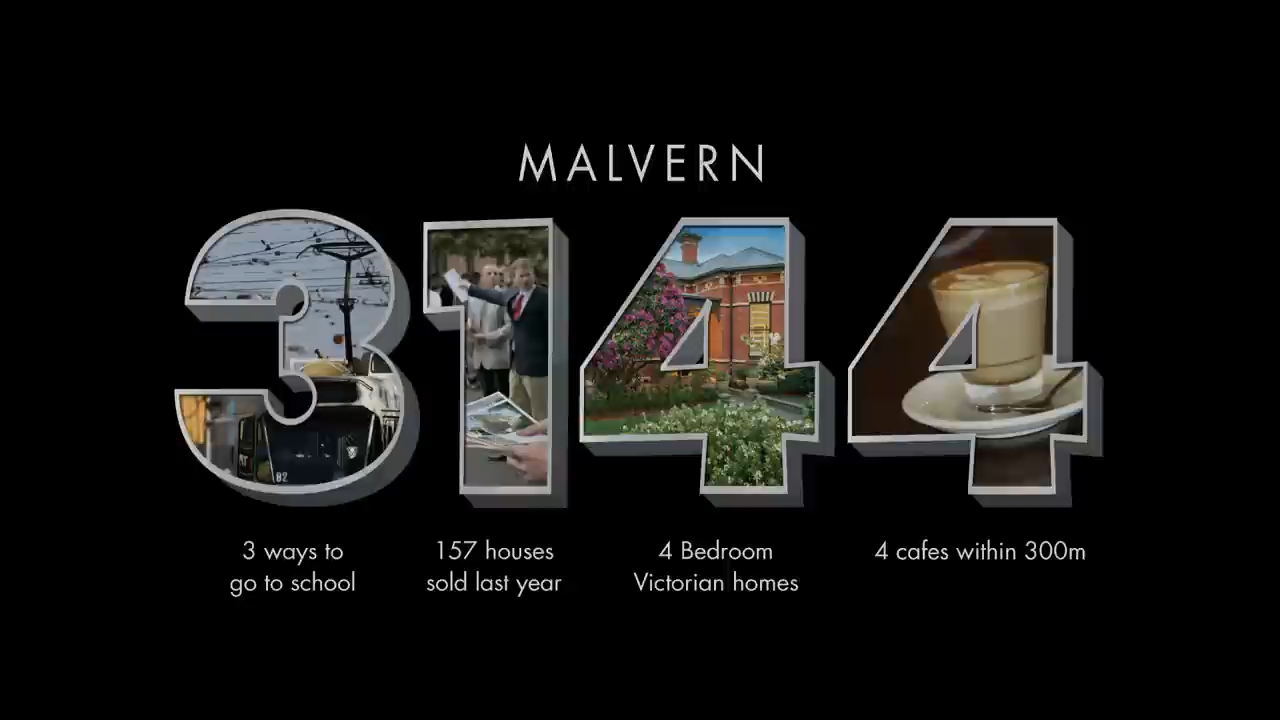 MALVERN
3144
82
3 ways to
go to school
157 houses
sold last year
4 Bedroom
Victorian homes
4 cafes within 300m